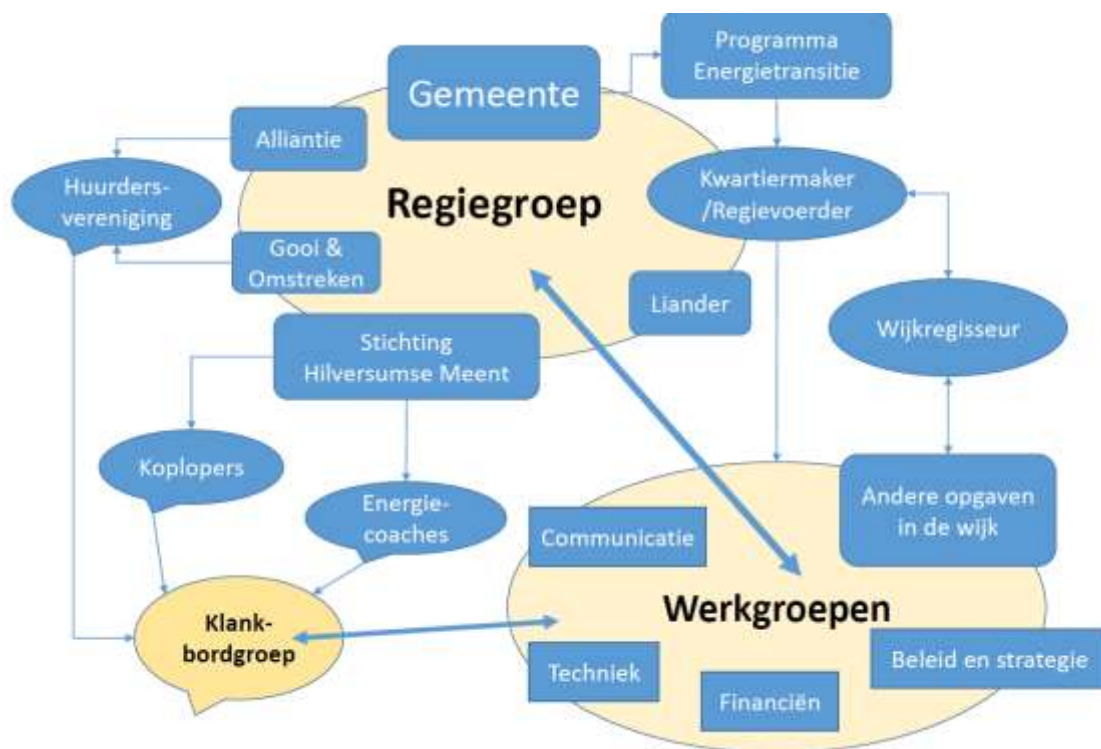 Programma
Energietransitie
Gemeente
Alliantie
Huurders-
vereniging
Regiegroep
Kwartiermaker
/Regievoerder
Gooi &
Omstreken
Liander
Wijkregisseur
Stichting
Hilversumse Meent
Koplopers
Energie-
coaches
Andere opgaven
in de wijk
Communicatie
Klank-
bordgroep
Werkgroepen
Techniek
Financiën
Beleid en strategie